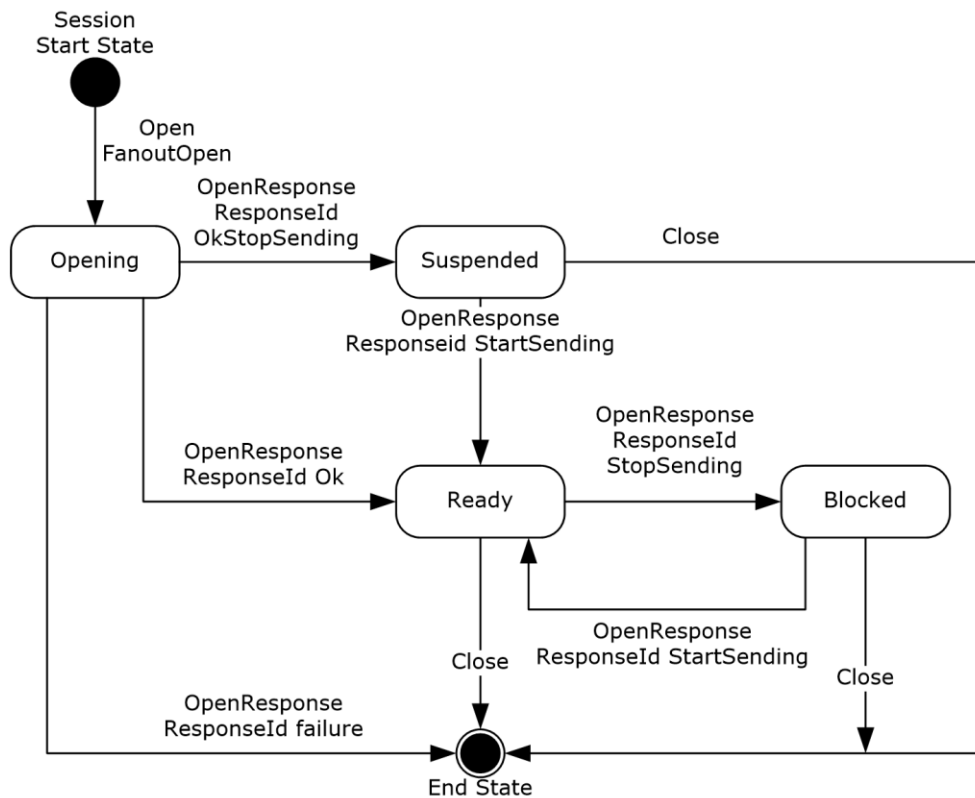 Session
Start State
Open
FanoutOpen
OpenResponse
ResponseId
OkStopSending
Opening
Suspended
Close
OpenResponse
Responseid StartSending
OpenResponse
ResponseId
StopSending
OpenResponse
ResponseId Ok
Ready
Blocked
OpenResponse
ResponseId StartSending
Close
Close
OpenResponse
ResponseId failure
End State